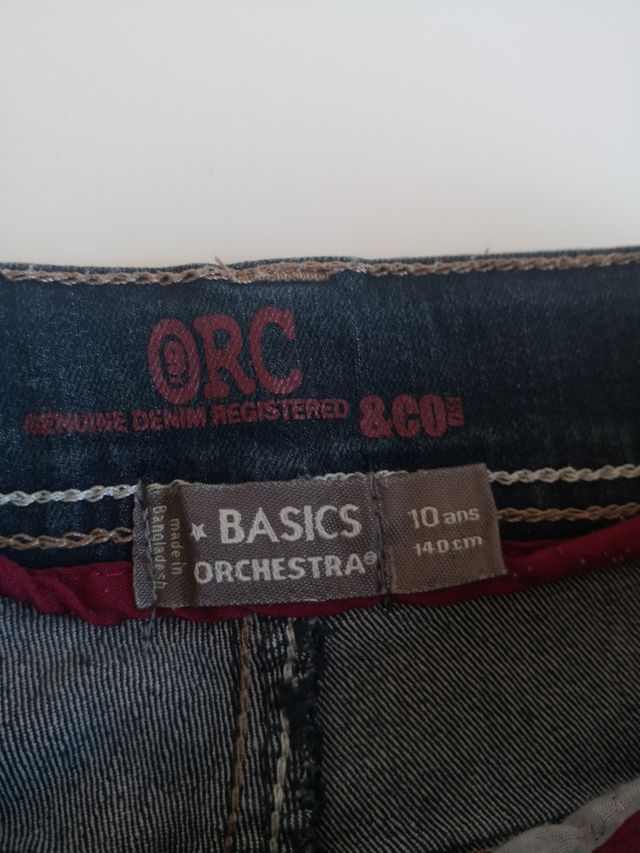 ORC
GENUINE DENIM REGISTERED &CO
BASICS
ORCHESTRA®
made in
Bangladesh
10 ans
140 cm